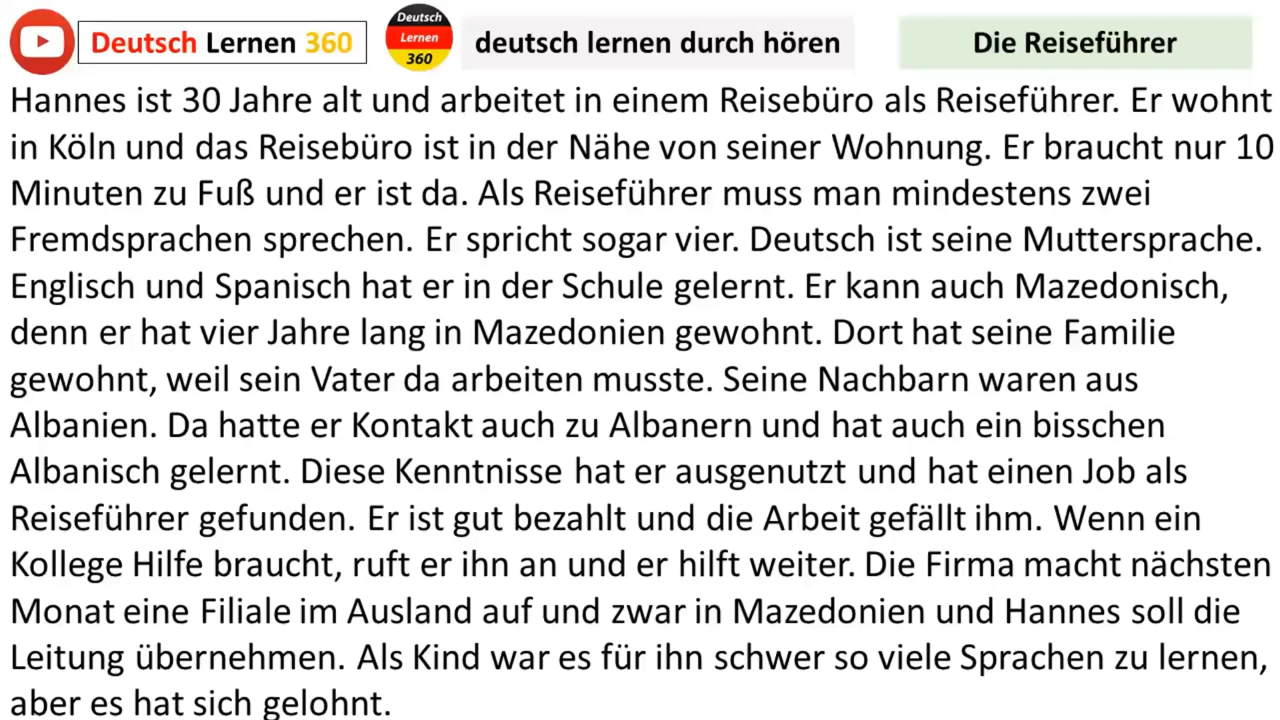 Deutsch Lernen 360
Deutsch
Lernen
360
deutsch lernen durch hören
Die Reiseführer
Hannes ist 30 Jahre alt und arbeitet in einem Reisebüro als Reiseführer. Er wohnt
in Köln und das Reisebüro ist in der Nähe von seiner Wohnung. Er braucht nur 10
Minuten zu Fuß und er ist da. Als Reiseführer muss man mindestens zwei
Fremdsprachen sprechen. Er spricht sogar vier. Deutsch ist seine Muttersprache.
Englisch und Spanisch hat er in der Schule gelernt. Er kann auch Mazedonisch,
denn er hat vier Jahre lang in Mazedonien gewohnt. Dort hat seine Familie
gewohnt, weil sein Vater da arbeiten musste. Seine Nachbarn waren aus
Albanien. Da hatte er Kontakt auch zu Albanern und hat auch ein bisschen
Albanisch gelernt. Diese Kenntnisse hat er ausgenutzt und hat einen Job als
Reiseführer gefunden. Er ist gut bezahlt und die Arbeit gefällt ihm. Wenn ein
Kollege Hilfe braucht, ruft er ihn an und er hilft weiter. Die Firma macht nächsten
Monat eine Filiale im Ausland auf und zwar in Mazedonien und Hannes soll die
Leitung übernehmen. Als Kind war es für ihn schwer so viele Sprachen zu lernen,
aber es hat sich gelohnt.